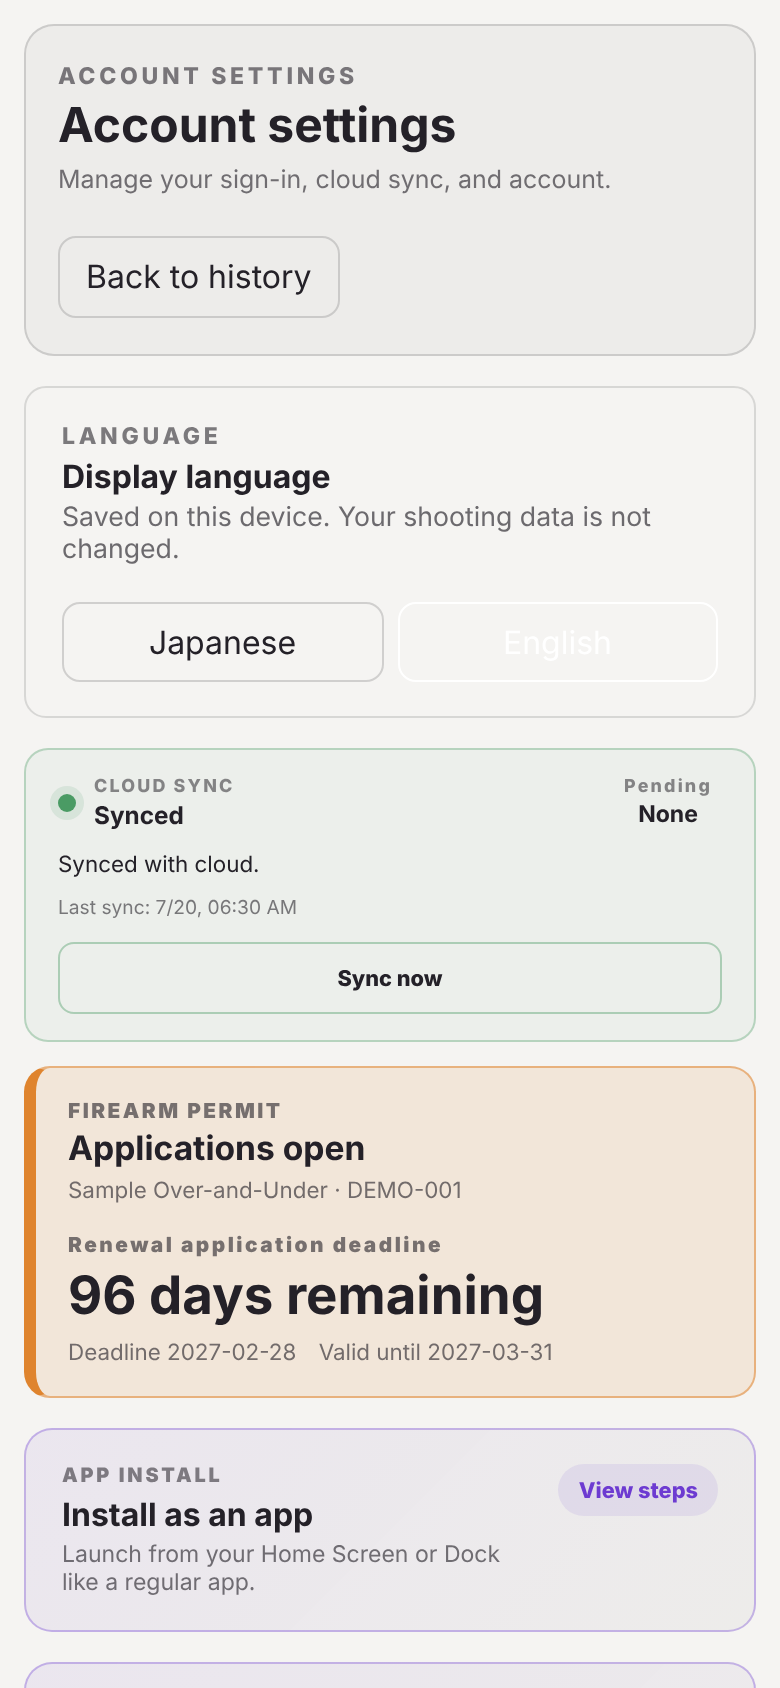 ACCOUNT SETTINGS
Account settings
Manage your sign-in, cloud sync, and account.
Back to history
LANGUAGE
Display language
Saved on this device. Your shooting data is not
changed.
Japanese
English
CLOUD SYNC
Synced
Pending
None
Synced with cloud.
Last sync: 7/20, 06:30 AM
Sync now
FIREARM PERMIT
Applications open
Sample Over-and-Under · DEMO-001
Renewal application deadline
96 days remaining
Deadline 2027-02-28 Valid until 2027-03-31
APP INSTALL
Install as an app
View steps
Launch from your Home Screen or Dock
like a regular app.